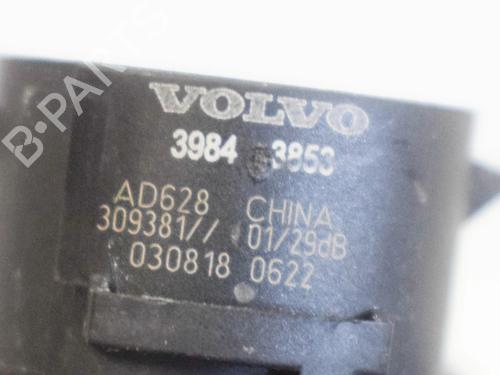 B-PARTS
VOLVO
3984 3853
AD628 CHINA
309381// 01/29dB
030818 0622